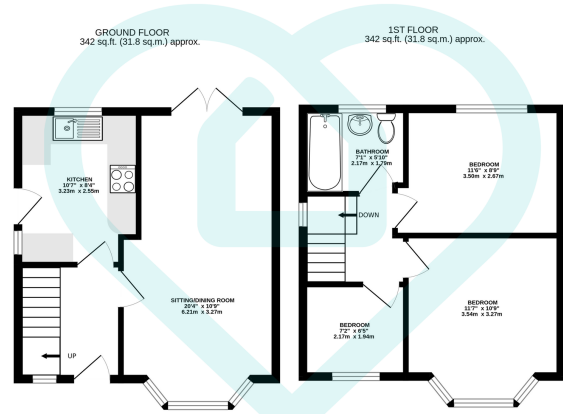 GROUND FLOOR
342 sq.ft. (31.8 sq.m.) approx.
KITCHEN
10'7" x 8'4"
3.23m x 2.55m
SITTING/DINING ROOM
20'4" x 10'9"
6.21m x 3.27m
UP
1ST FLOOR
342 sq.ft. (31.8 sq.m.) approx.
BATHROOM
7'1" x 5'10"
2.17m x 1.79m
BEDROOM
11'6" x 8'9"
3.50m x 2.67m
DOWN
BEDROOM
11'7" x 10'9"
3.54m x 3.27m
BEDROOM
7'2" x 6'5"
2.17m x 1.94m